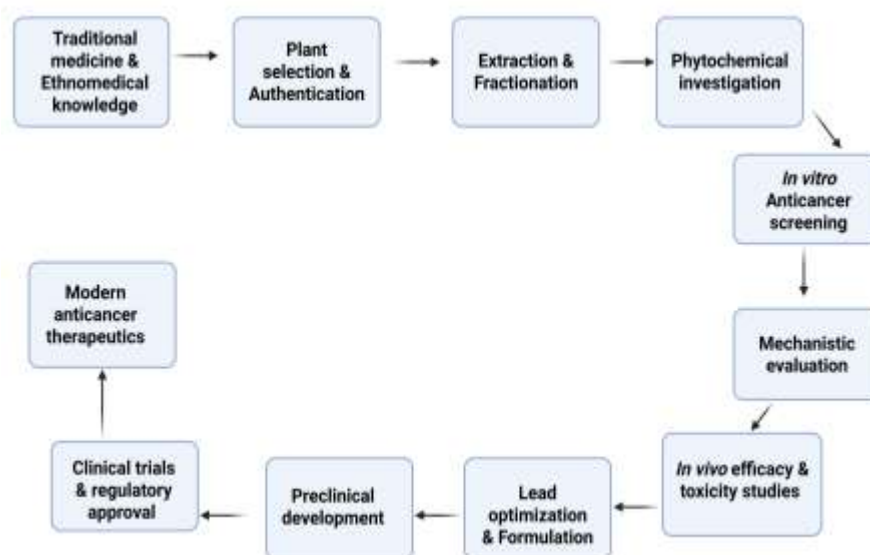 Traditional
medicine &
Ethnomedical
knowledge
Plant
selection &
Authentication
Extraction &
Fractionation
Phytochemical
investigation
In vitro
Anticancer
screening
Mechanistic
evaluation
In vivo efficacy &
toxicity studies
Lead
optimization
& Formulation
Preclinical
development
Clinical trials
& regulatory
approval
Modern
anticancer
therapeutics